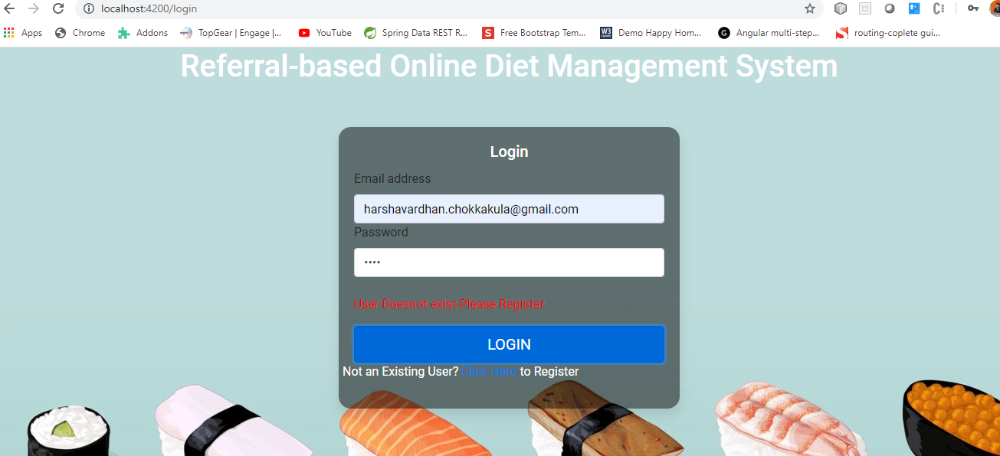 localhost:4200/login
Apps Chrome Addons TopGear | Engage |... YouTube Spring Data REST R... Free Bootstrap Tem... W3 Demo Happy Hom... Angular multi-step... routing-coplete gui...
Referral-based Online Diet Management System
Login
Email address
harshavardhan.chokkakula@gmail.com
Password
User Doesnot exist Please Register
LOGIN
Not an Existing User? Click Here to Register